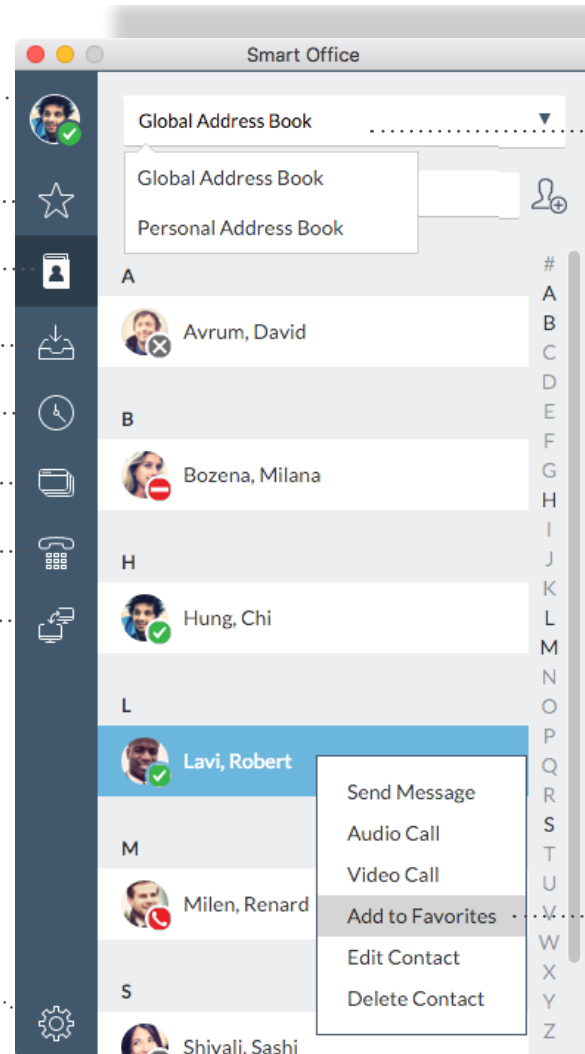 Smart Office
Global Address Book
Global Address Book
Personal Address Book
A
Avrum, David
B
Bozena, Milana
H
Hung, Chi
L
Lavi, Robert
Send Message
Audio Call
Video Call
Add to Favorites
Edit Contact
Delete Contact
M
Milen, Renard
S
Shivali, Sashi
#
A
B
C
D
E
F
G
H
I
J
K
L
M
N
O
P
Q
R
S
T
U
V
W
X
Y
Z